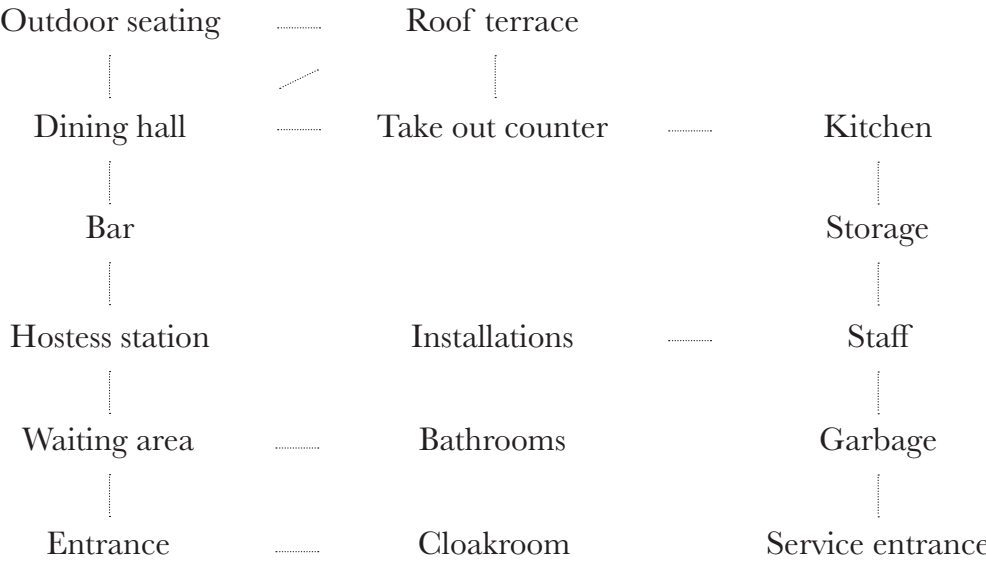 Outdoor seating Roof terrace
Dining hall Take out counter Kitchen
Bar Storage
Hostess station Installations Staff
Waiting area Bathrooms Garbage
Entrance Cloakroom Service entrance